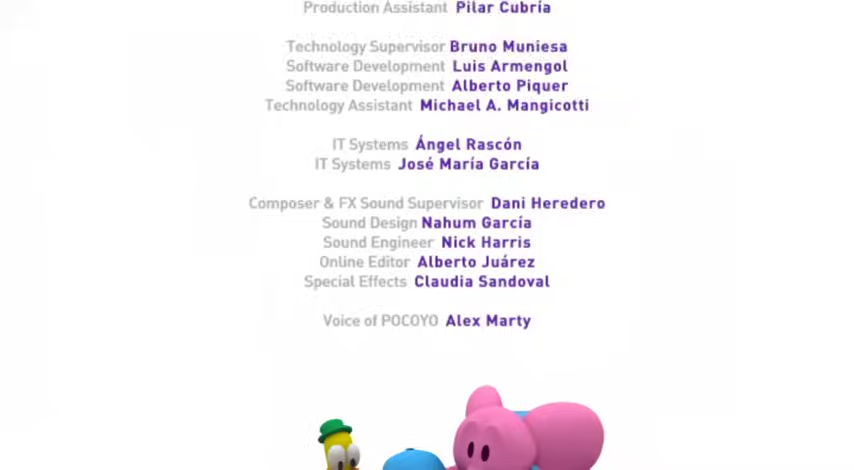 Production Assistant Pilar Cubría
Technology Supervisor Bruno Muniesa
Software Development Luis Armengol
Software Development Alberto Piquer
Technology Assistant Michael A. Mangicotti
IT Systems Ángel Rascón
IT Systems José María García
Composer & FX Sound Supervisor Dani Heredero
Sound Design Nahum García
Sound Engineer Nick Harris
Online Editor Alberto Juárez
Special Effects Claudia Sandoval
Voice of POCOYO Alex Marty